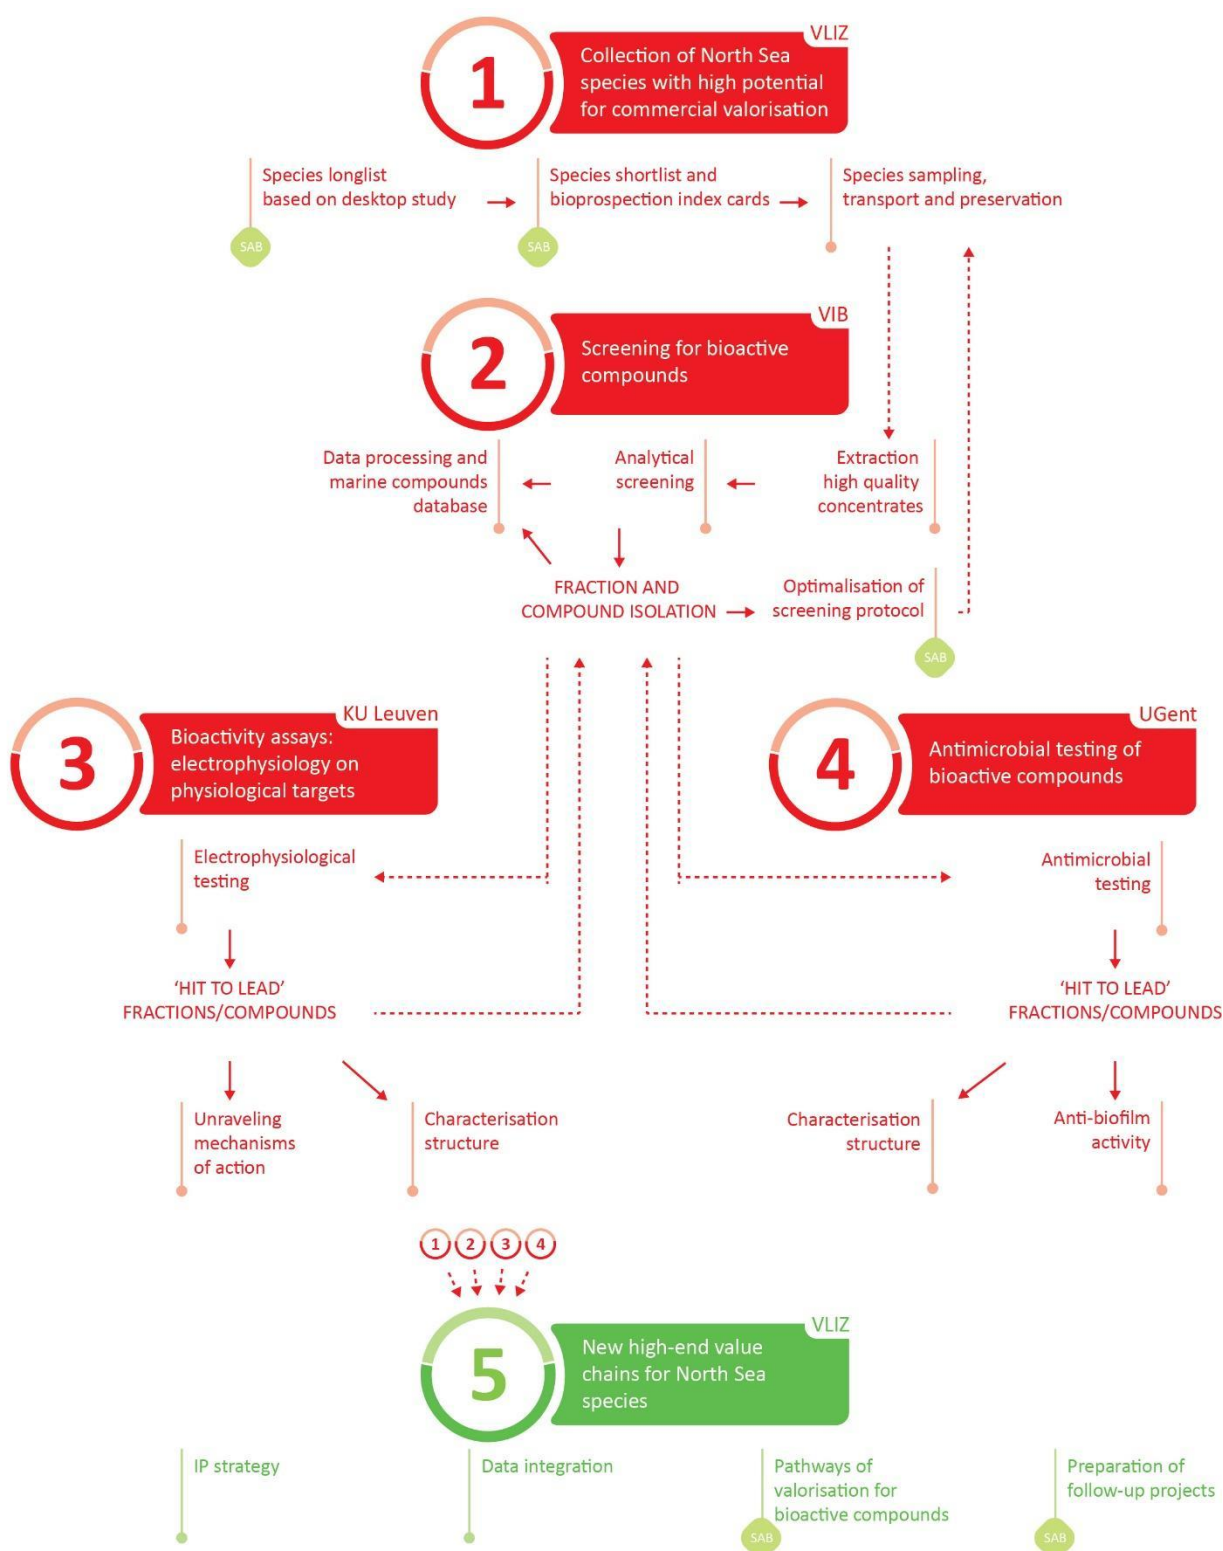 VLIZ
1
Collection of North Sea
species with high potential
for commercial valorisation
Species longlist
based on desktop study
SAB
Species shortlist and
bioprospection index cards
SAB
Species sampling,
transport and preservation
VIB
2
Screening for bioactive
compounds
Data processing and
marine compounds
database
Analytical
screening
Extraction
high quality
concentrates
FRACTION AND
COMPOUND ISOLATION
Optimalisation of
screening protocol
SAB
KU Leuven
3
Bioactivity assays:
electrophysiology on
physiological targets
UGent
4
Antimicrobial testing of
bioactive compounds
Electrophysiological
testing
Antimicrobial
testing
‘HIT TO LEAD’
FRACTIONS/COMPOUNDS
‘HIT TO LEAD’
FRACTIONS/COMPOUNDS
Unraveling
mechanisms
of action
Characterisation
structure
Characterisation
structure
Anti-biofilm
activity
1 2 3 4
VLIZ
5
New high-end value
chains for North Sea
species
IP strategy
Data integration
Pathways of
valorisation for
bioactive compounds
SAB
Preparation of
follow-up projects
SAB